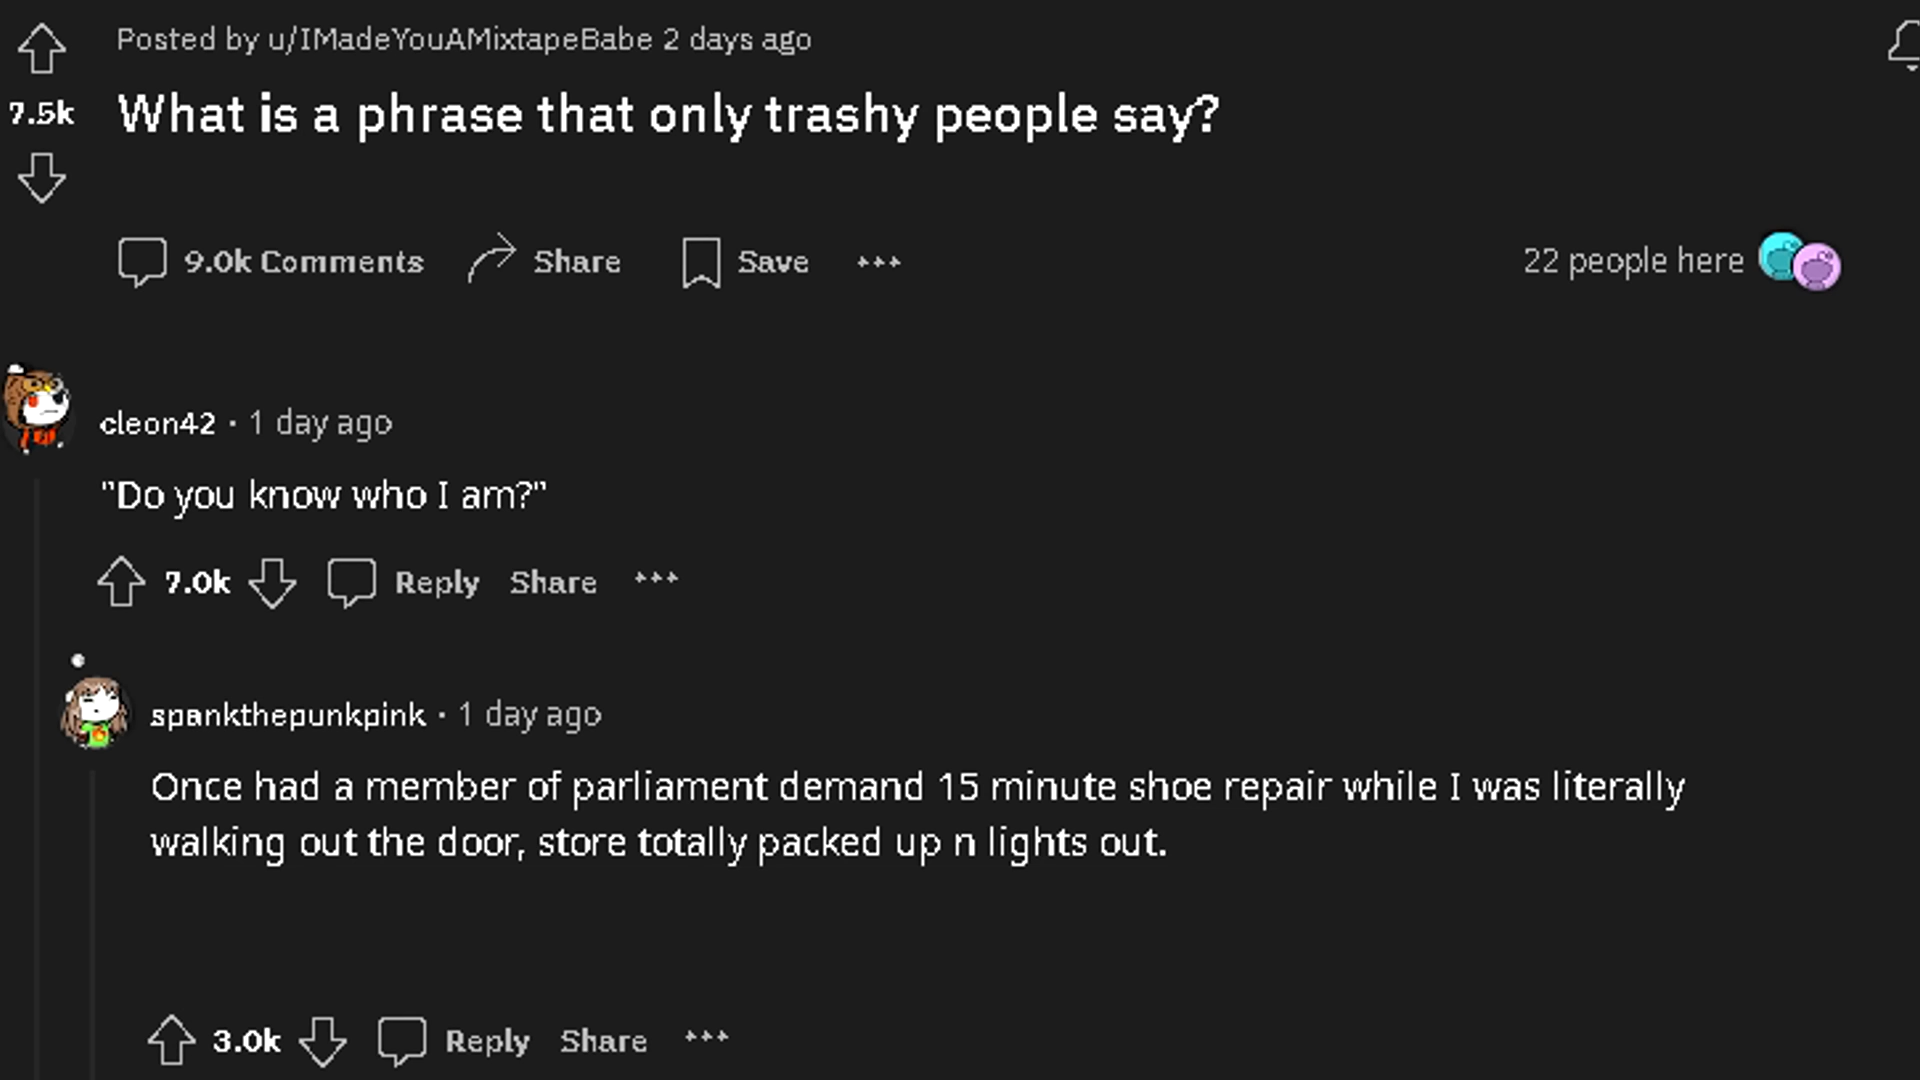 Posted by u/IMadeYouAMixtapeBabe 2 days ago
7.5k
What is a phrase that only trashy people say?
9.0k Comments Share Save ••• 22 people here
cleon42 · 1 day ago
"Do you know who I am?"
7.0k Reply Share •••
spankthepunkpink · 1 day ago
Once had a member of parliament demand 15 minute shoe repair while I was literally
walking out the door, store totally packed up n lights out.
3.0k Reply Share •••